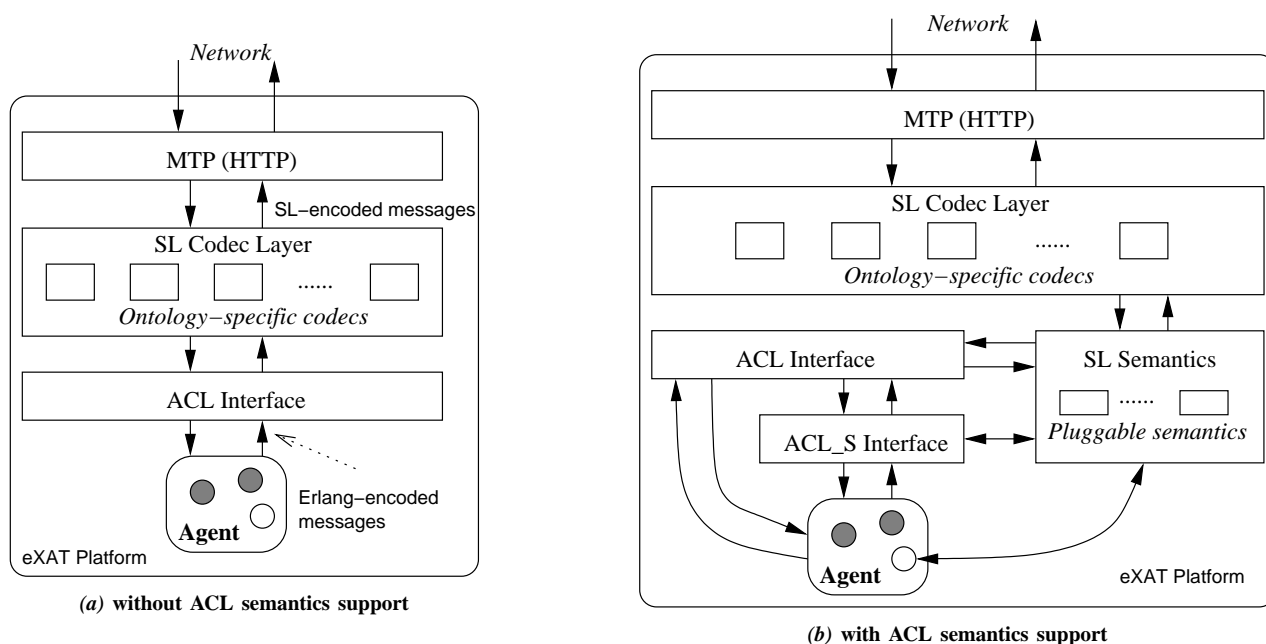 Network
MTP (HTTP)
SL−encoded messages
SL Codec Layer
......
Ontology−specific codecs
ACL Interface
Erlang−encoded
messages
Agent
eXAT Platform
(a) without ACL semantics support
Network
MTP (HTTP)
SL Codec Layer
......
Ontology−specific codecs
ACL Interface
SL Semantics
......
Pluggable semantics
ACL_S Interface
Agent
eXAT Platform
(b) with ACL semantics support